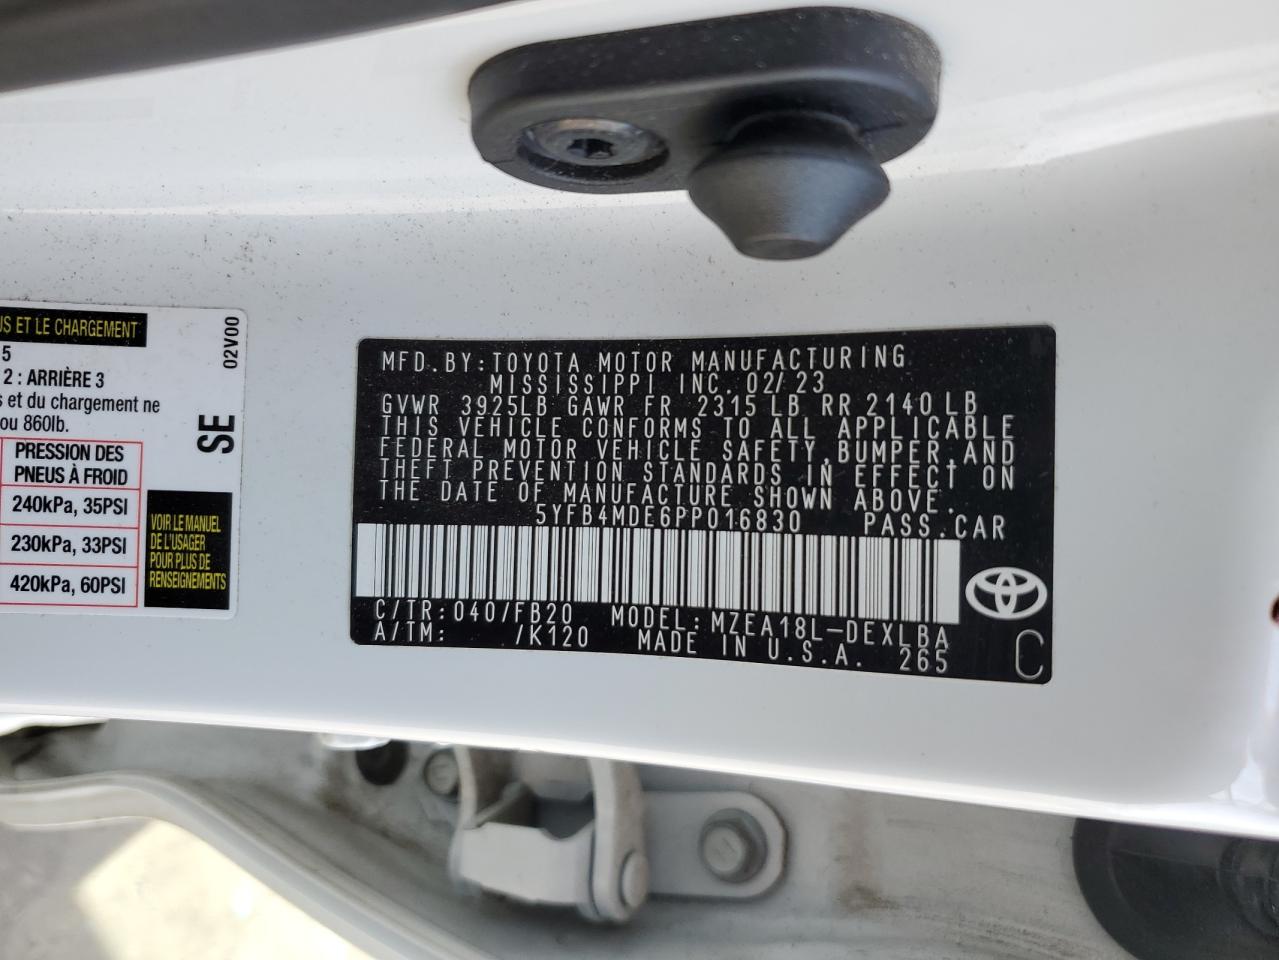 US ET LE CHARGEMENT
5
2 : ARRIÈRE 3
s et du chargement ne
ou 860lb.
PRESSION DES
PNEUS À FROID
240kPa, 35PSI
230kPa, 33PSI
420kPa, 60PSI
02V00
SE
VOIR LE MANUEL
DE L'USAGER
POUR PLUS DE
RENSEIGNEMENTS
MFD. BY: TOYOTA MOTOR MANUFACTURING
MISSISSIPPI INC. 02/23
GVWR 3925LB GAWR FR 2315 LB RR 2140 LB
THIS VEHICLE CONFORMS TO ALL APPLICABLE
FEDERAL MOTOR VEHICLE SAFETY, BUMPER, AND
THEFT PREVENTION STANDARDS IN EFFECT ON
THE DATE OF MANUFACTURE SHOWN ABOVE.
5YFB4MDE6PP016830 PASS. CAR
C/TR: 040/FB20 MODEL: MZEA18L-DEXLBA
A/TM: /K120 MADE IN U.S.A. 265
C